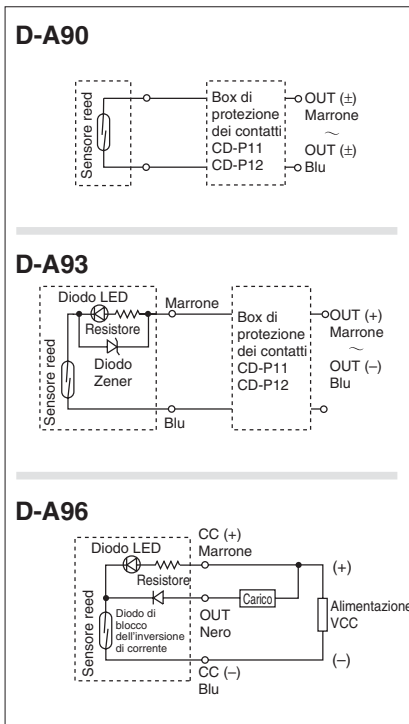 D-A90
Sensore reed
Box di
protezione
dei contatti
CD-P11
CD-P12
OUT (±)
Marrone
~
OUT (±)
Blu
D-A93
Diodo LED
Resistore
Diodo
Zener
Sensore reed
Marrone
Blu
Box di
protezione
dei contatti
CD-P11
CD-P12
OUT (+)
Marrone
~
OUT (–)
Blu
D-A96
Diodo LED
Resistore
Diodo di
blocco
dell'inversione
di corrente
Sensore reed
CC (+)
Marrone
OUT
Nero
CC (–)
Blu
Carico
(+)
Alimentazione
VCC
(–)